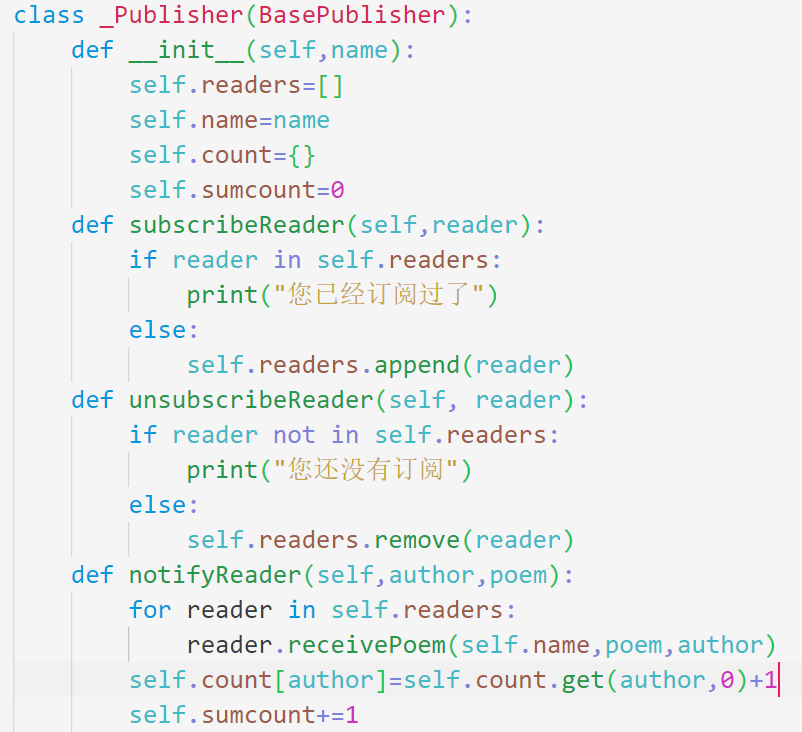 class _Publisher(BasePublisher):
    def __init__(self,name):
        self.readers=[]
        self.name=name
        self.count={}
        self.sumcount=0
    def subscribeReader(self,reader):
        if reader in self.readers:
            print("您已经订阅过了")
        else:
            self.readers.append(reader)
    def unsubscribeReader(self, reader):
        if reader not in self.readers:
            print("您还没有订阅")
        else:
            self.readers.remove(reader)
    def notifyReader(self,author,poem):
        for reader in self.readers:
            reader.receivePoem(self.name,poem,author)
        self.count[author]=self.count.get(author,0)+1
        self.sumcount+=1